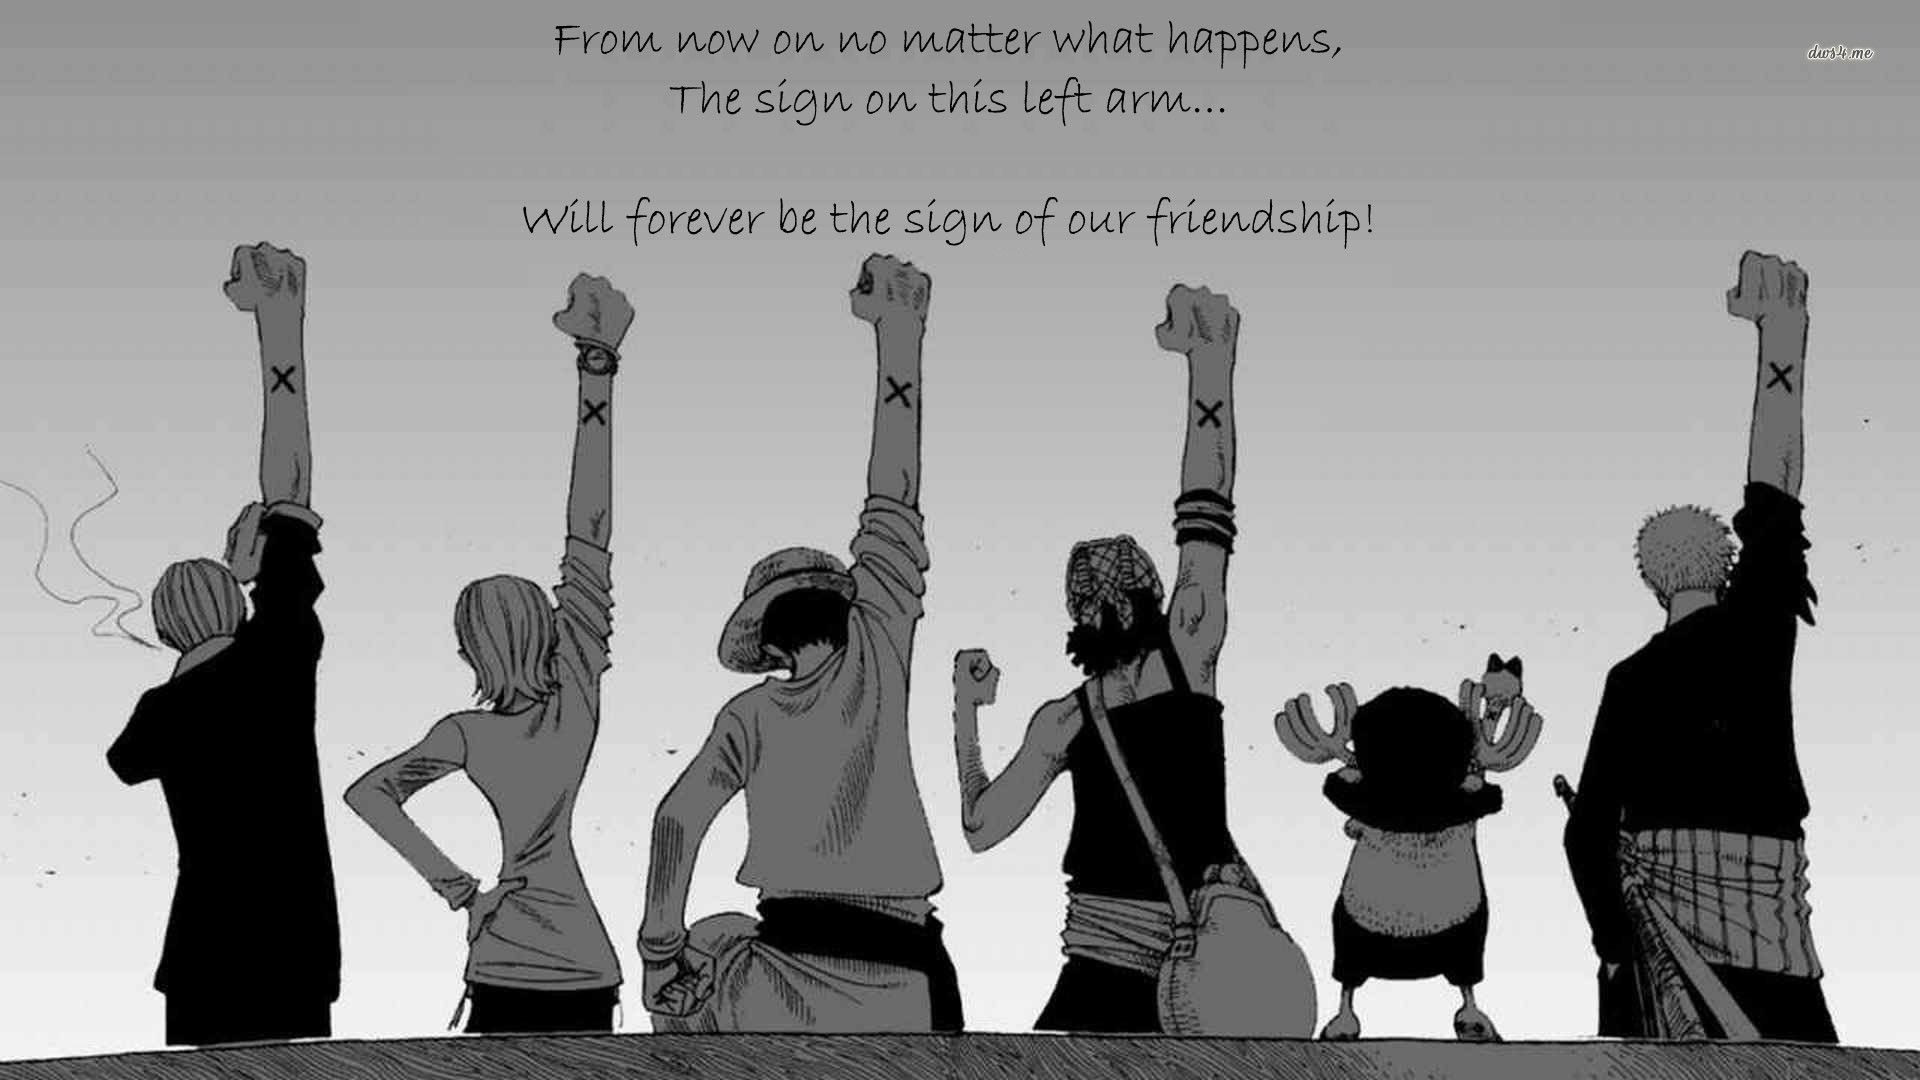 From now on no matter what happens,
The sign on this left arm...
Will forever be the sign of our friendship!
dws4.me